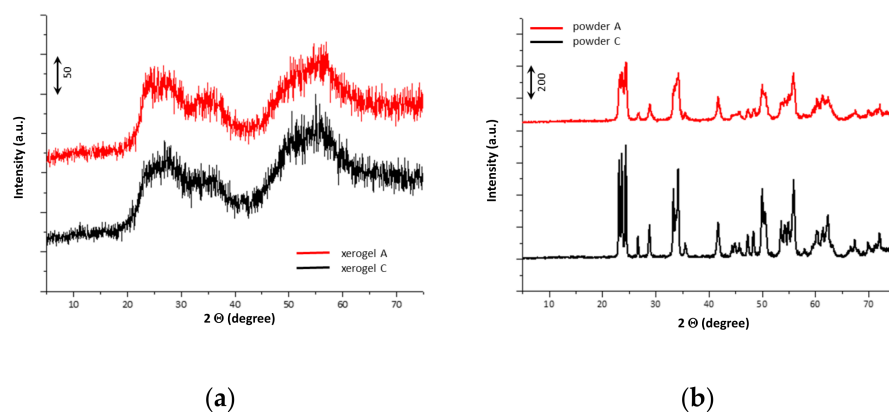 50
Intensity (a.u.)
xerogel A
xerogel C
10 20 30 40 50 60 70
2 Θ (degree)
(a)
powder A
powder C
200
Intensity (a.u.)
10 20 30 40 50 60 70
2 Θ (degree)
(b)